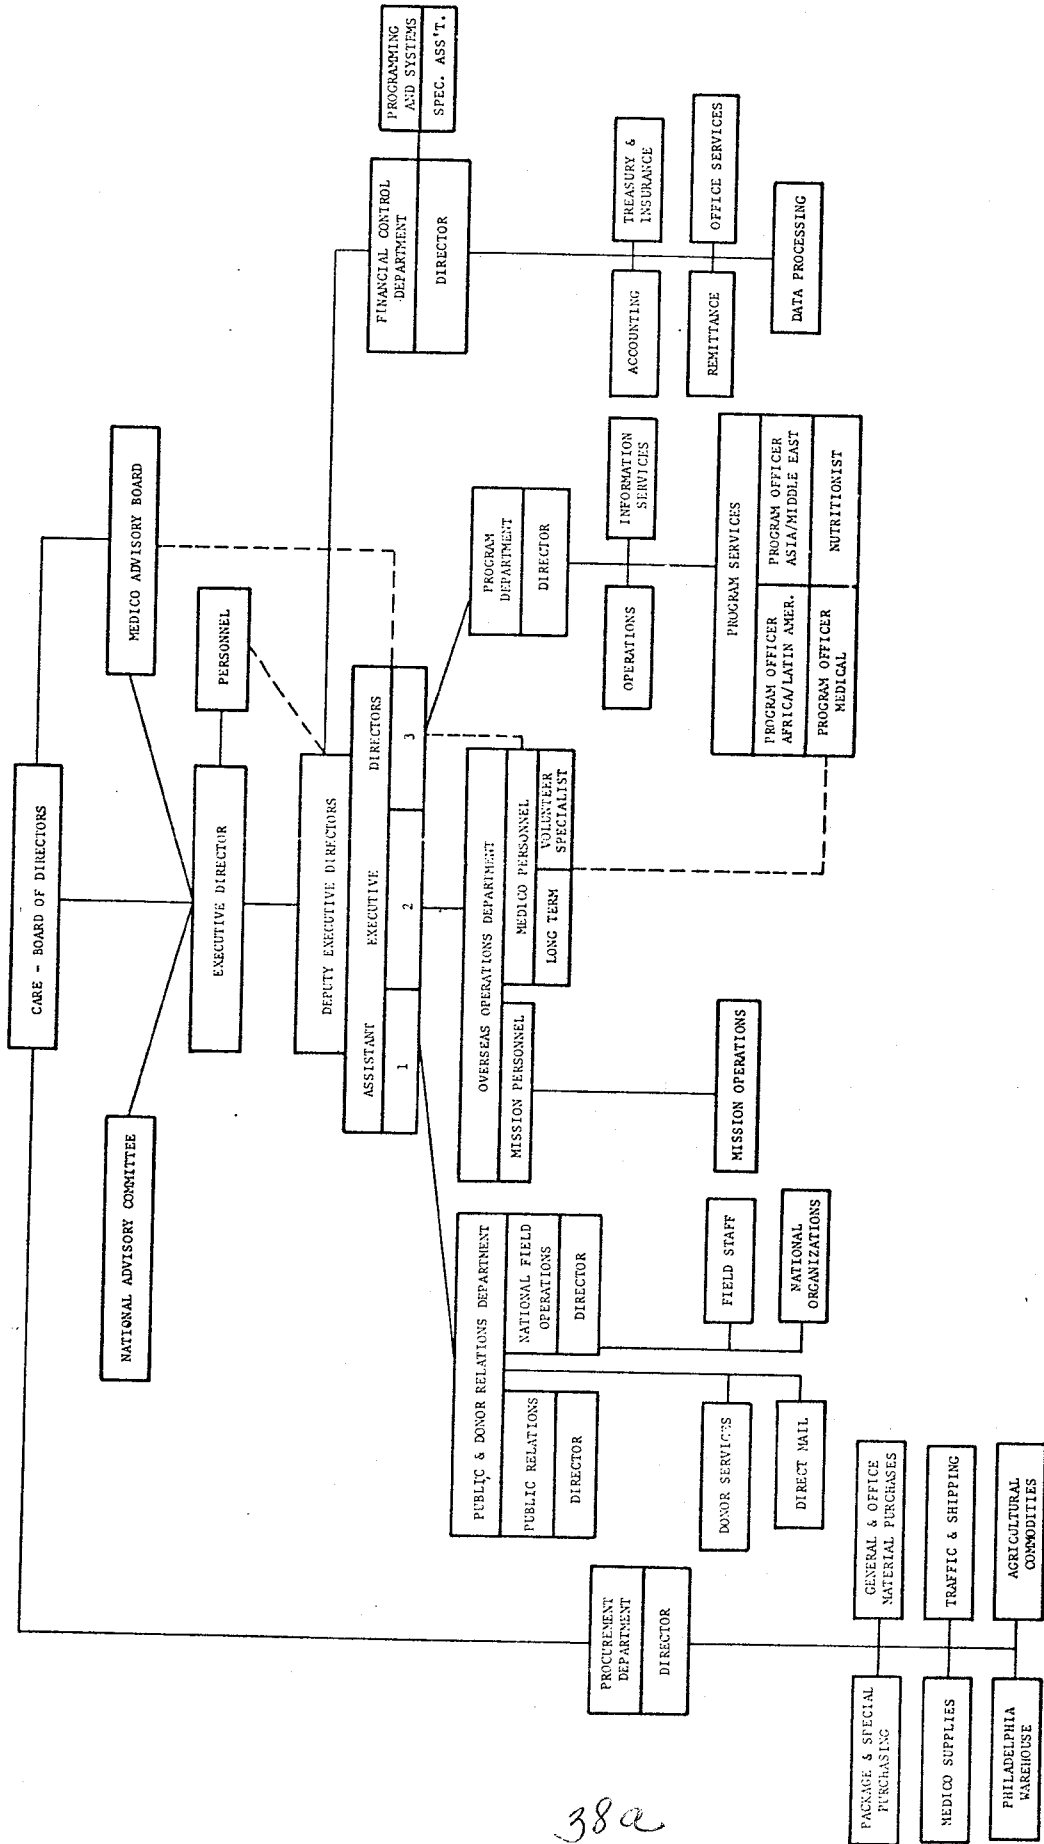 CARE - BOARD OF DIRECTORS
NATIONAL ADVISORY COMMITTEE
MEDICO ADVISORY BOARD
EXECUTIVE DIRECTOR
PERSONNEL
DEPUTY EXECUTIVE DIRECTORS
ASSISTANT EXECUTIVE DIRECTORS
1 2 3
PROCUREMENT
DEPARTMENT
DIRECTOR
PACKAGE & SPECIAL
PURCHASING
GENERAL & OFFICE
MATERIAL PURCHASES
MEDICO SUPPLIES
TRAFFIC & SHIPPING
PHILADELPHIA
WAREHOUSE
AGRICULTURAL
COMMODITIES
PUBLIC & DONOR RELATIONS DEPARTMENT
PUBLIC RELATIONS
DIRECTOR
NATIONAL FIELD
OPERATIONS
DIRECTOR
DONOR SERVICES
FIELD STAFF
DIRECT MAIL
NATIONAL
ORGANIZATIONS
OVERSEAS OPERATIONS DEPARTMENT
MISSION PERSONNEL
MEDICO PERSONNEL
LONG TERM
VOLUNTEER
SPECIALIST
MISSION OPERATIONS
PROGRAM
DEPARTMENT
DIRECTOR
OPERATIONS
INFORMATION
SERVICES
PROGRAM SERVICES
PROGRAM OFFICER
AFRICA/LATIN AMER.
PROGRAM OFFICER
ASIA/MIDDLE EAST
PROGRAM OFFICER
MEDICAL
NUTRITIONIST
FINANCIAL CONTROL
DEPARTMENT
DIRECTOR
PROGRAMMING
AND SYSTEMS
SPEC. ASS'T.
ACCOUNTING
TREASURY &
INSURANCE
REMITTANCE
OFFICE SERVICES
DATA PROCESSING
38a